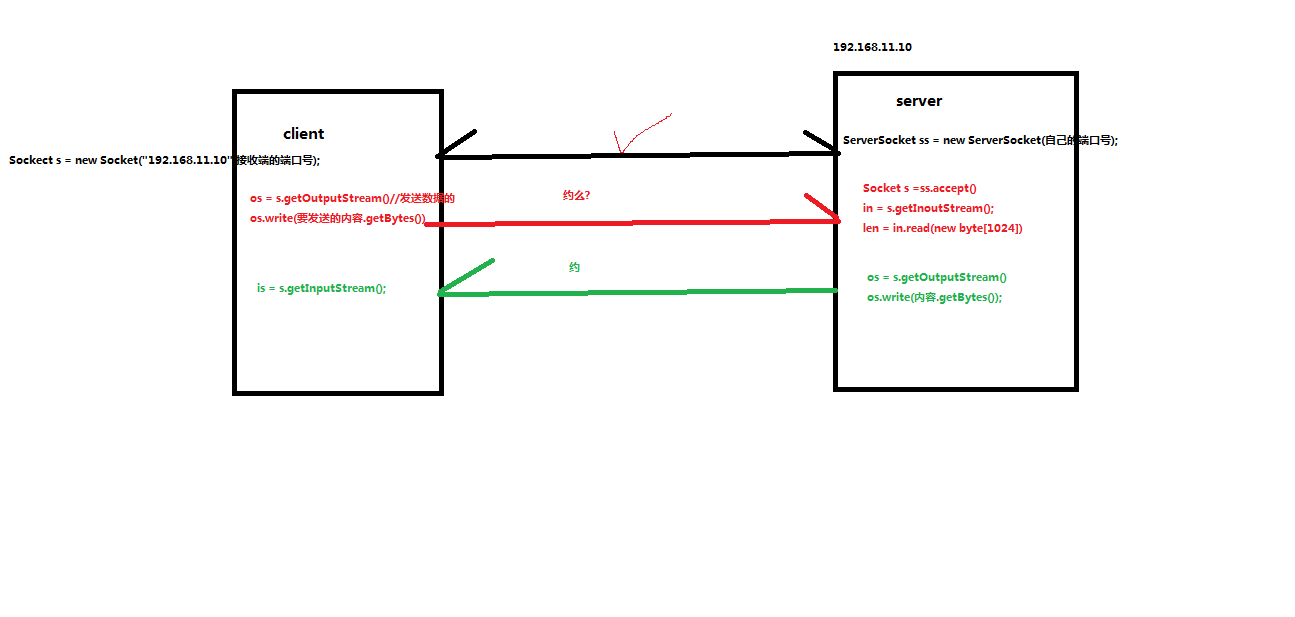 192.168.11.10
client
Sockect s = new Socket("192.168.11.10" 接收端的端口号);
os = s.getOutputStream()//发送数据的
os.write(要发送的内容.getBytes())
is = s.getInputStream();
约么?
约
server
ServerSocket ss = new ServerSocket(自己的端口号);
Socket s =ss.accept()
in = s.getInoutStream();
len = in.read(new byte[1024])
os = s.getOutputStream()
os.write(内容.getBytes());